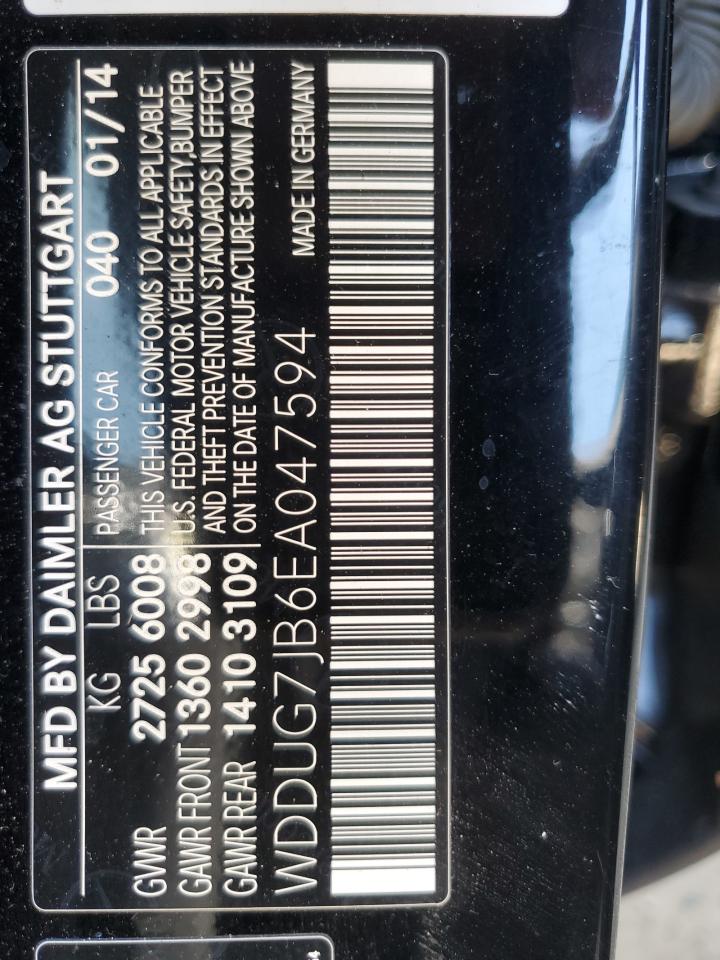 MFD BY DAIMLER AG STUTTGART
KG LBS PASSENGER CAR 040 01/14
GVWR 2725 6008 THIS VEHICLE CONFORMS TO ALL APPLICABLE
GAWR FRONT 1360 2998 U.S. FEDERAL MOTOR VEHICLE SAFETY,BUMPER
AND THEFT PREVENTION STANDARDS IN EFFECT
GAWR REAR 1410 3109 ON THE DATE OF MANUFACTURE SHOWN ABOVE
WDDUG7JB6EA047594 MADE IN GERMANY